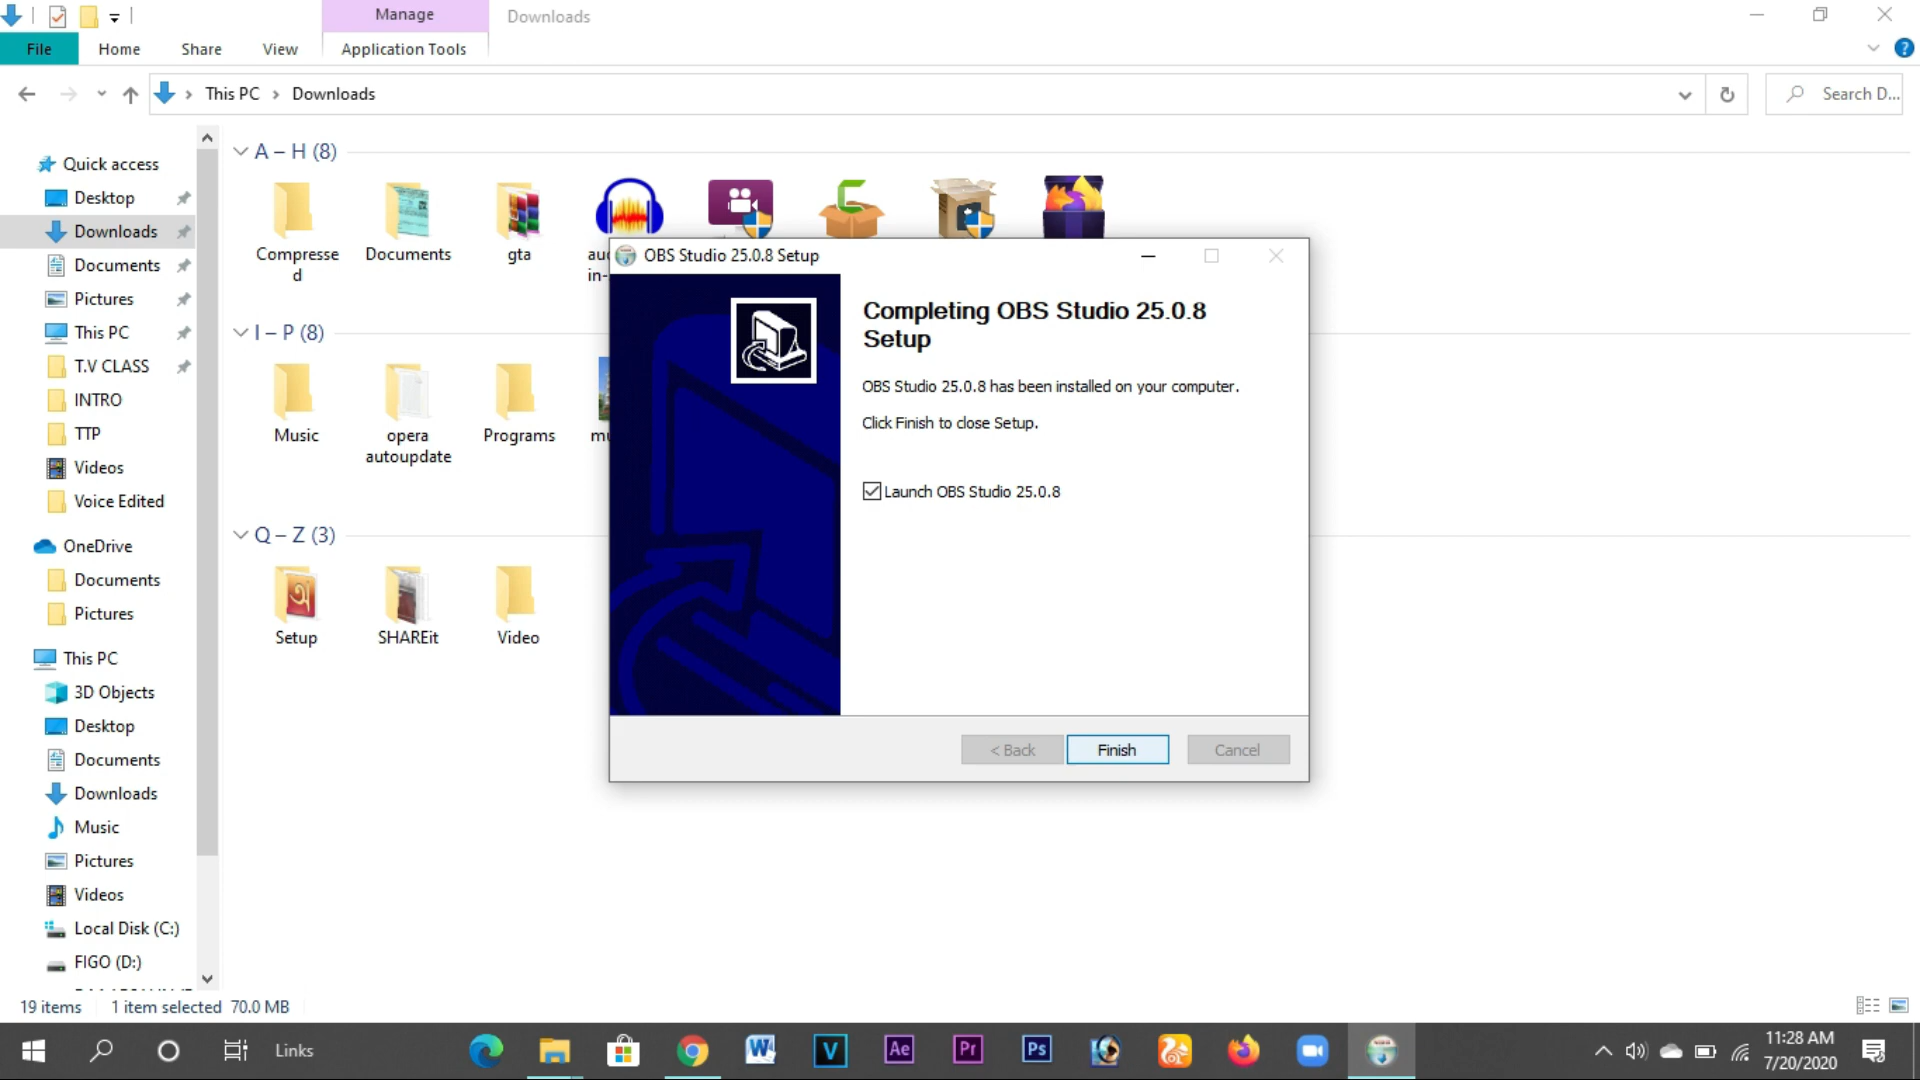 Manage
Downloads
File
Home
Share
View
Application Tools
This PC
Downloads
Search D...
Quick access
Desktop
Downloads
Documents
Pictures
This PC
T.V CLASS
INTRO
TTP
Videos
Voice Edited
OneDrive
Documents
Pictures
This PC
3D Objects
Desktop
Documents
Downloads
Music
Pictures
Videos
Local Disk (C:)
FIGO (D:)
A – H (8)
Compresse
d
Documents
gta
I – P (8)
Music
opera
autoupdate
Programs
Q – Z (3)
Setup
SHAREit
Video
OBS Studio 25.0.8 Setup
Completing OBS Studio 25.0.8
Setup
OBS Studio 25.0.8 has been installed on your computer.
Click Finish to close Setup.
Launch OBS Studio 25.0.8
< Back
Finish
Cancel
19 items
1 item selected 70.0 MB
Links
W
V
Ae
Pr
Ps
11:28 AM
7/20/2020